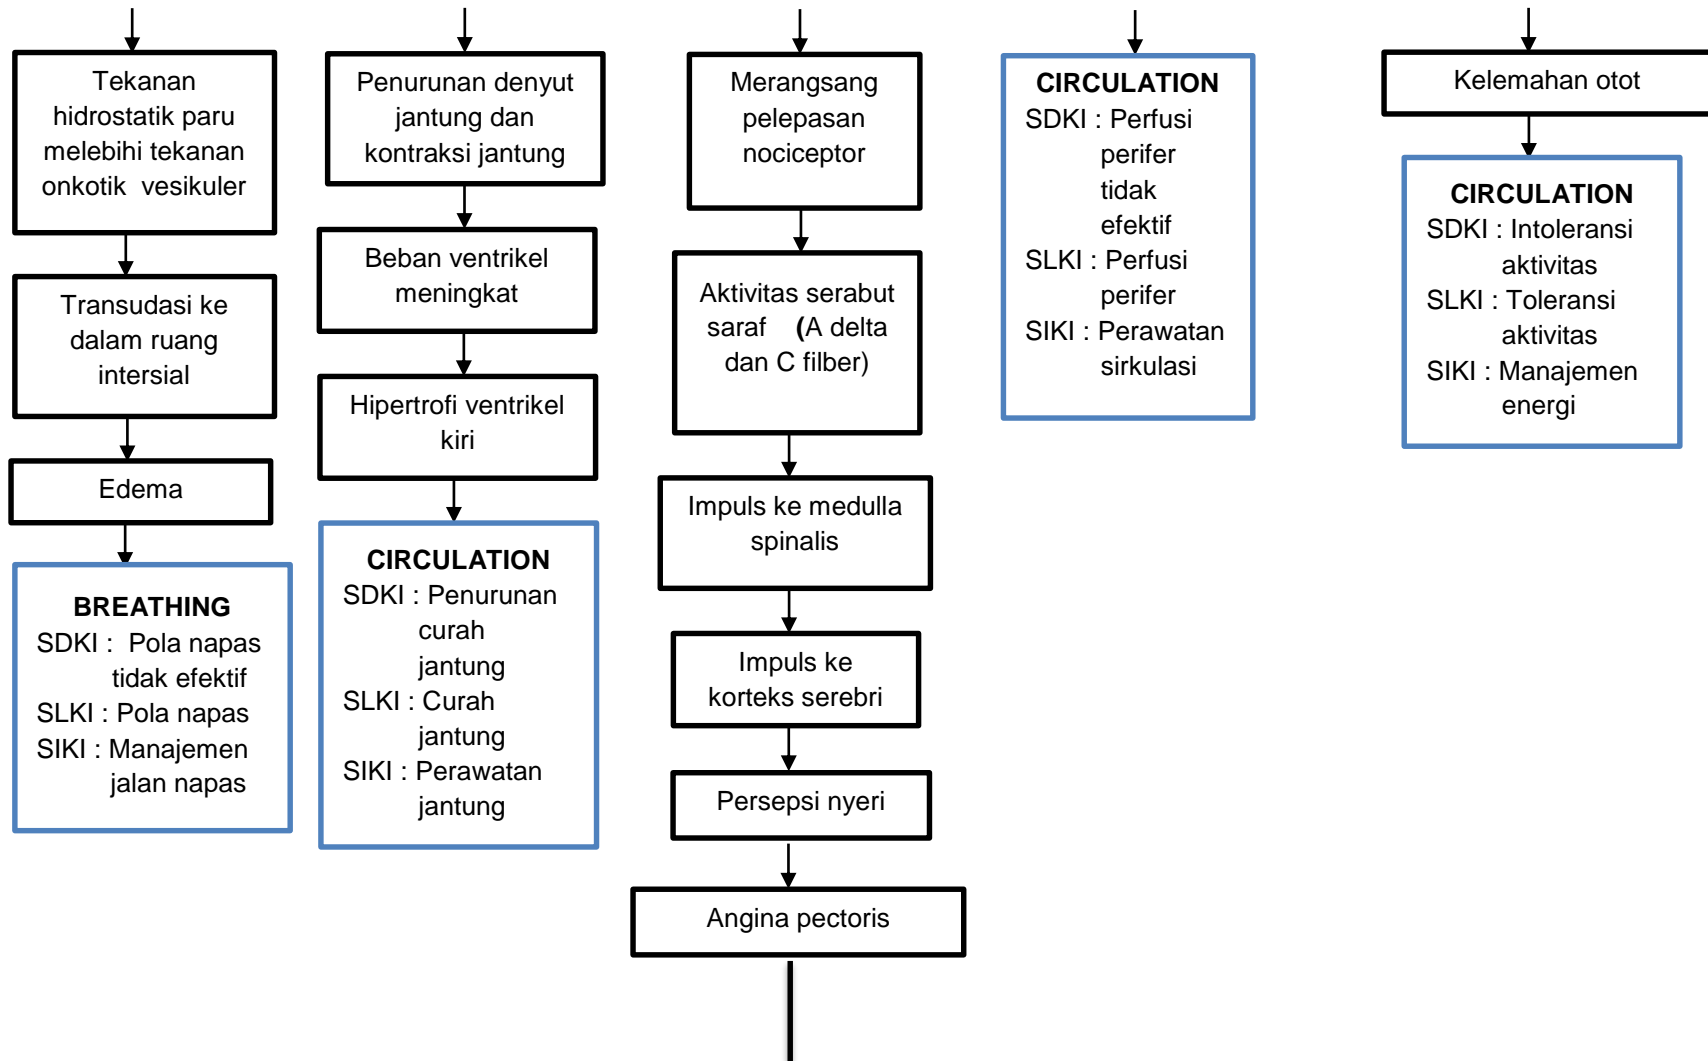 Tekanan
hidrostatik paru
melebihi tekanan
onkotik vesikuler
Transudasi ke
dalam ruang
intersial
Edema
BREATHING
SDKI : Pola napas
tidak efektif
SLKI : Pola napas
SIKI : Manajemen
jalan napas
Penurunan denyut
jantung dan
kontraksi jantung
Beban ventrikel
meningkat
Hipertrofi ventrikel
kiri
CIRCULATION
SDKI : Penurunan
curah
jantung
SLKI : Curah
jantung
SIKI : Perawatan
jantung
Merangsang
pelepasan
nociceptor
Aktivitas serabut
saraf (A delta
dan C filber)
Impuls ke medulla
spinalis
Impuls ke
korteks serebri
Persepsi nyeri
Angina pectoris
CIRCULATION
SDKI : Perfusi
perifer
tidak
efektif
SLKI : Perfusi
perifer
SIKI : Perawatan
sirkulasi
Kelemahan otot
CIRCULATION
SDKI : Intoleransi
aktivitas
SLKI : Toleransi
aktivitas
SIKI : Manajemen
energi